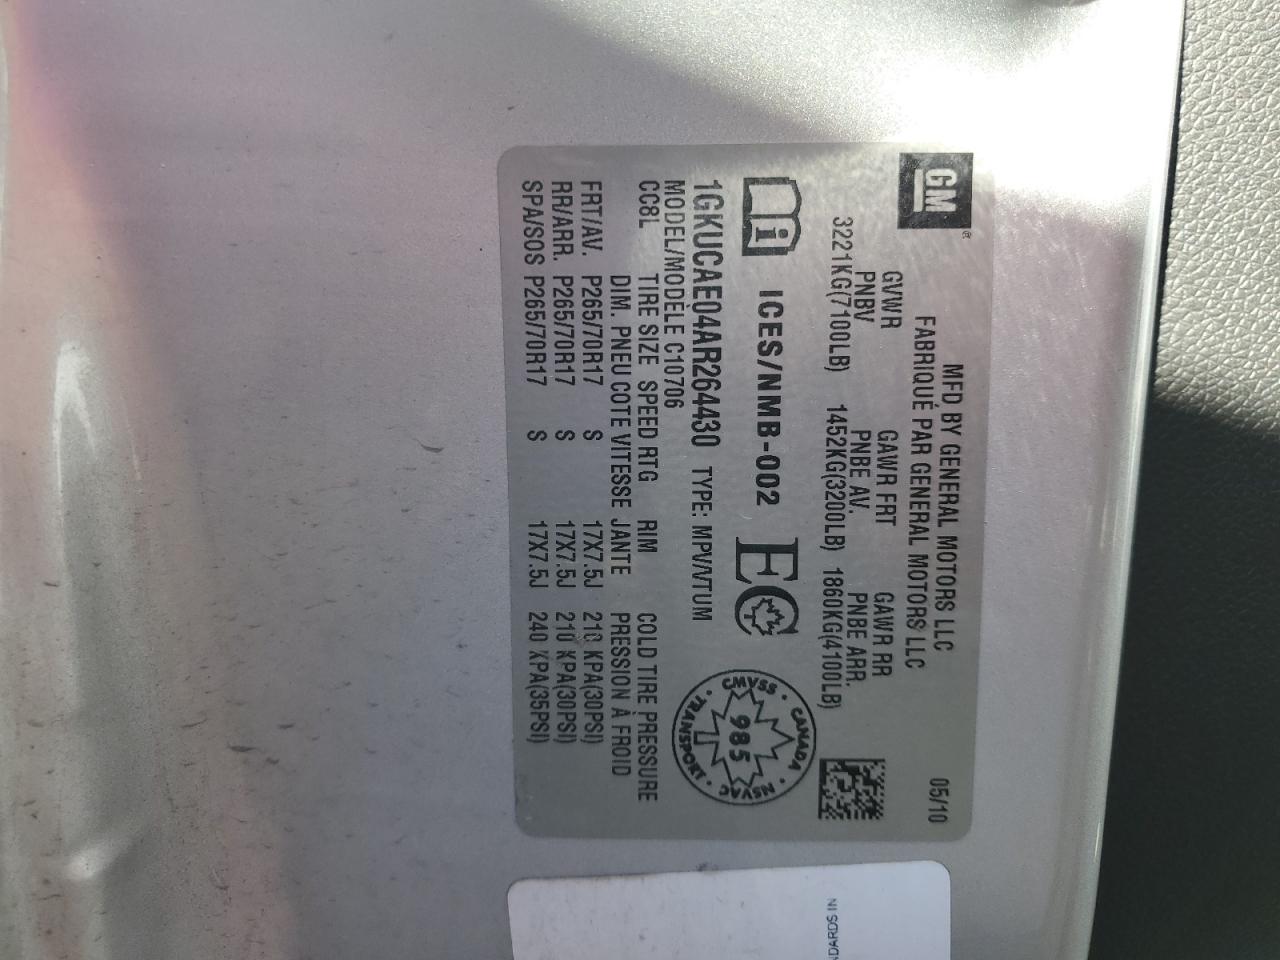 GM
MFD BY GENERAL MOTORS LLC 05/10
FABRIQUÉ PAR GENERAL MOTORS LLC
GVWR GAWR FRT GAWR RR
PNBV PNBE AV. PNBE ARR.
3221KG(7100LB) 1452KG(3200LB) 1860KG(4100LB)
i ICES/NMB-002 EC
CMVSS · CANADA · NSVAC · TRANSPORT ·
985
1GKUCAE04AR264430 TYPE: MPV/VTUM
MODEL/MODÈLE C10706
CC8L TIRE SIZE SPEED RTG RIM COLD TIRE PRESSURE
DIM. PNEU COTE VITESSE JANTE PRESSION À FROID
FRT/AV. P265/70R17 S 17X7.5J 210 KPA(30PSI)
RR/ARR. P265/70R17 S 17X7.5J 210 KPA(30PSI)
SPA/SOS P265/70R17 S 17X7.5J 240 KPA(35PSI)
DARDS IN